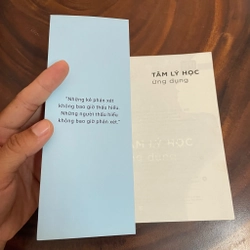 "Những kẻ phán xét
không bao giờ thấu hiểu.
Những người thấu hiểu
không bao giờ phán xét."
TÂM LÝ HỌC
ứng dụng